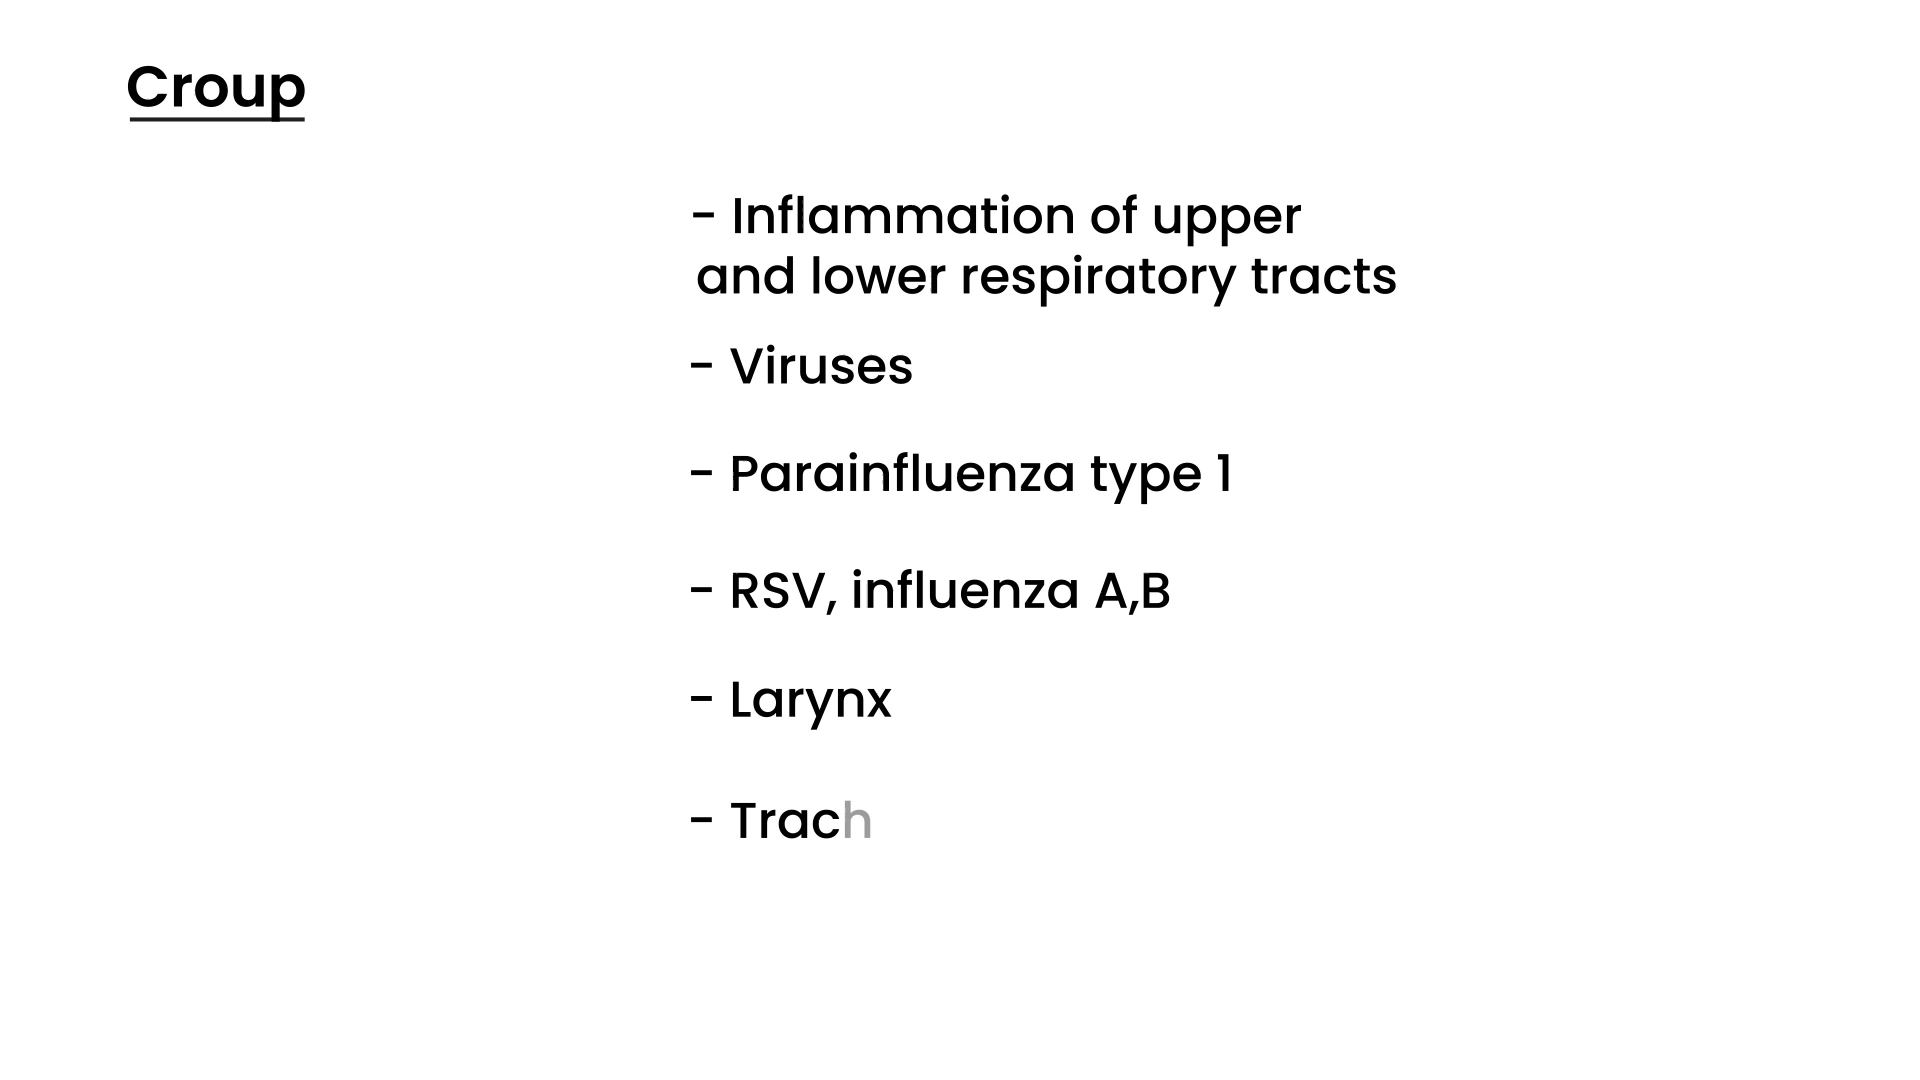 Croup
- Inflammation of upper
and lower respiratory tracts
- Viruses
- Parainfluenza type 1
- RSV, influenza A,B
- Larynx
- Trach